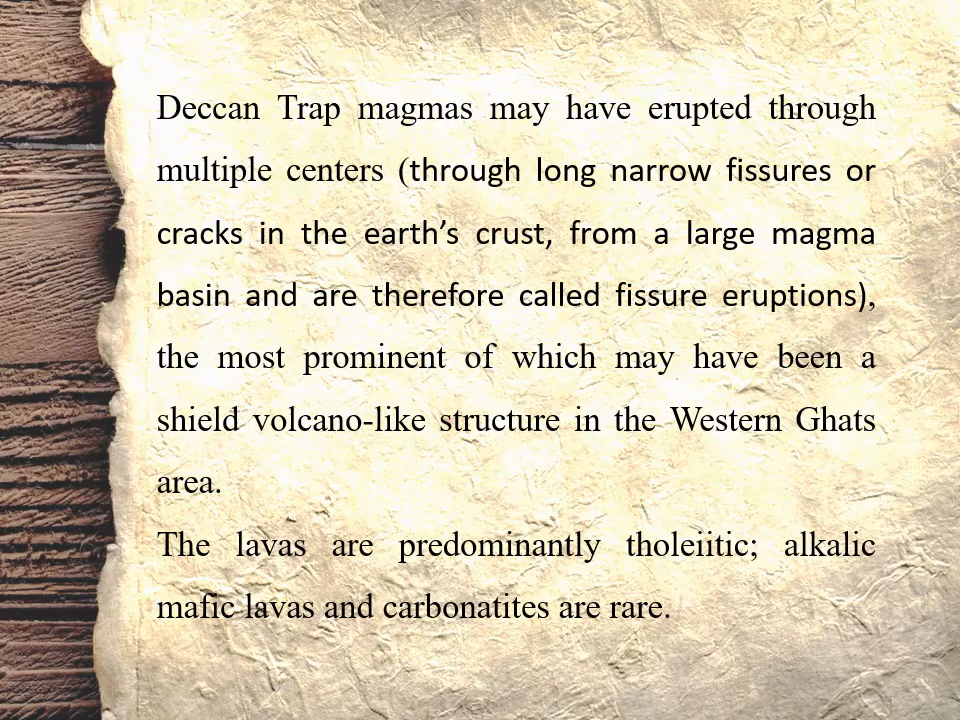 Deccan Trap magmas may have erupted through
multiple centers (through long narrow fissures or
cracks in the earth’s crust, from a large magma
basin and are therefore called fissure eruptions),
the most prominent of which may have been a
shield volcano-like structure in the Western Ghats
area.
The lavas are predominantly tholeiitic; alkalic
mafic lavas and carbonatites are rare.